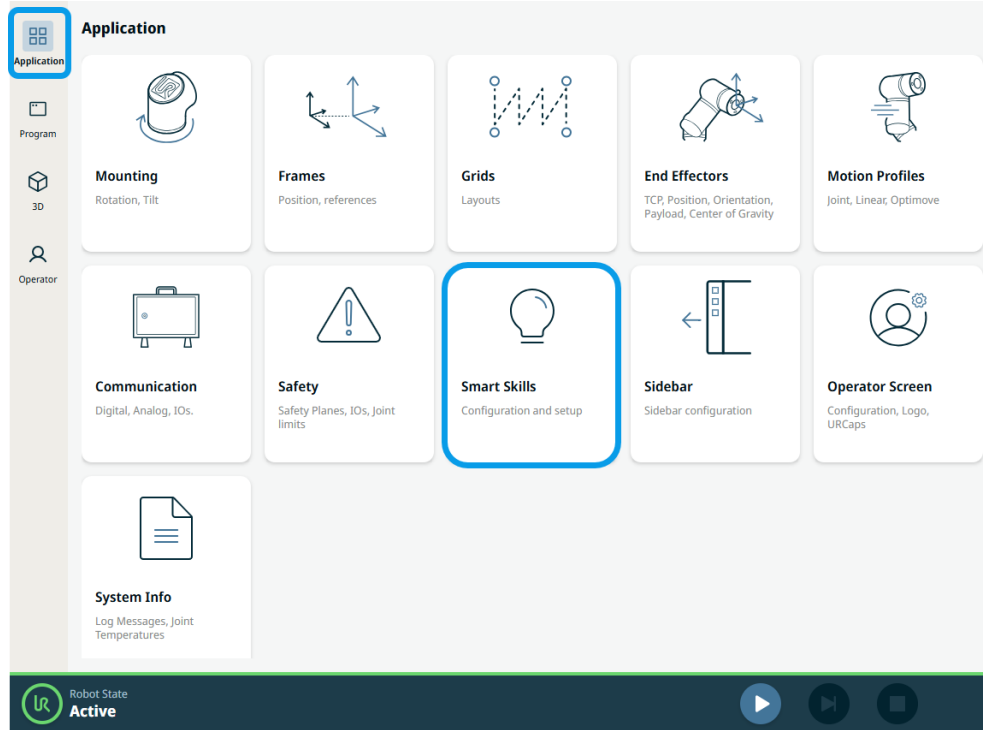 Application
Application
Program
3D
Operator
Mounting
Rotation, Tilt
Frames
Position, references
Grids
Layouts
End Effectors
TCP, Position, Orientation,
Payload, Center of Gravity
Motion Profiles
Joint, Linear, Optimove
Communication
Digital, Analog, IOs.
Safety
Safety Planes, IOs, Joint
limits
Smart Skills
Configuration and setup
Sidebar
Sidebar configuration
Operator Screen
Configuration, Logo,
URCaps
System Info
Log Messages, Joint
Temperatures
UR
Robot State
Active